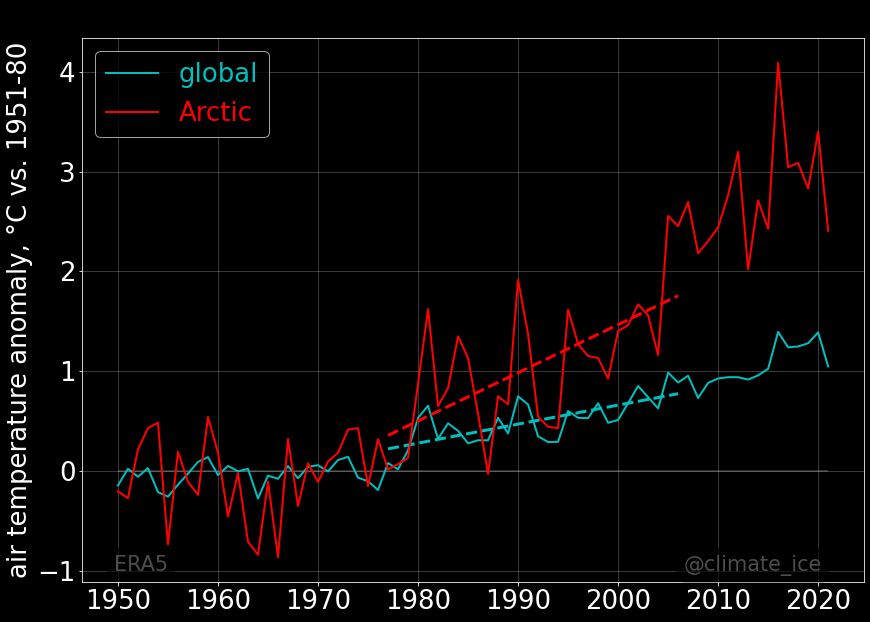 air temperature anomaly, °C vs. 1951-80
global
Arctic
4
3
2
1
0
−1
ERA5
@climate_ice
1950 1960 1970 1980 1990 2000 2010 2020